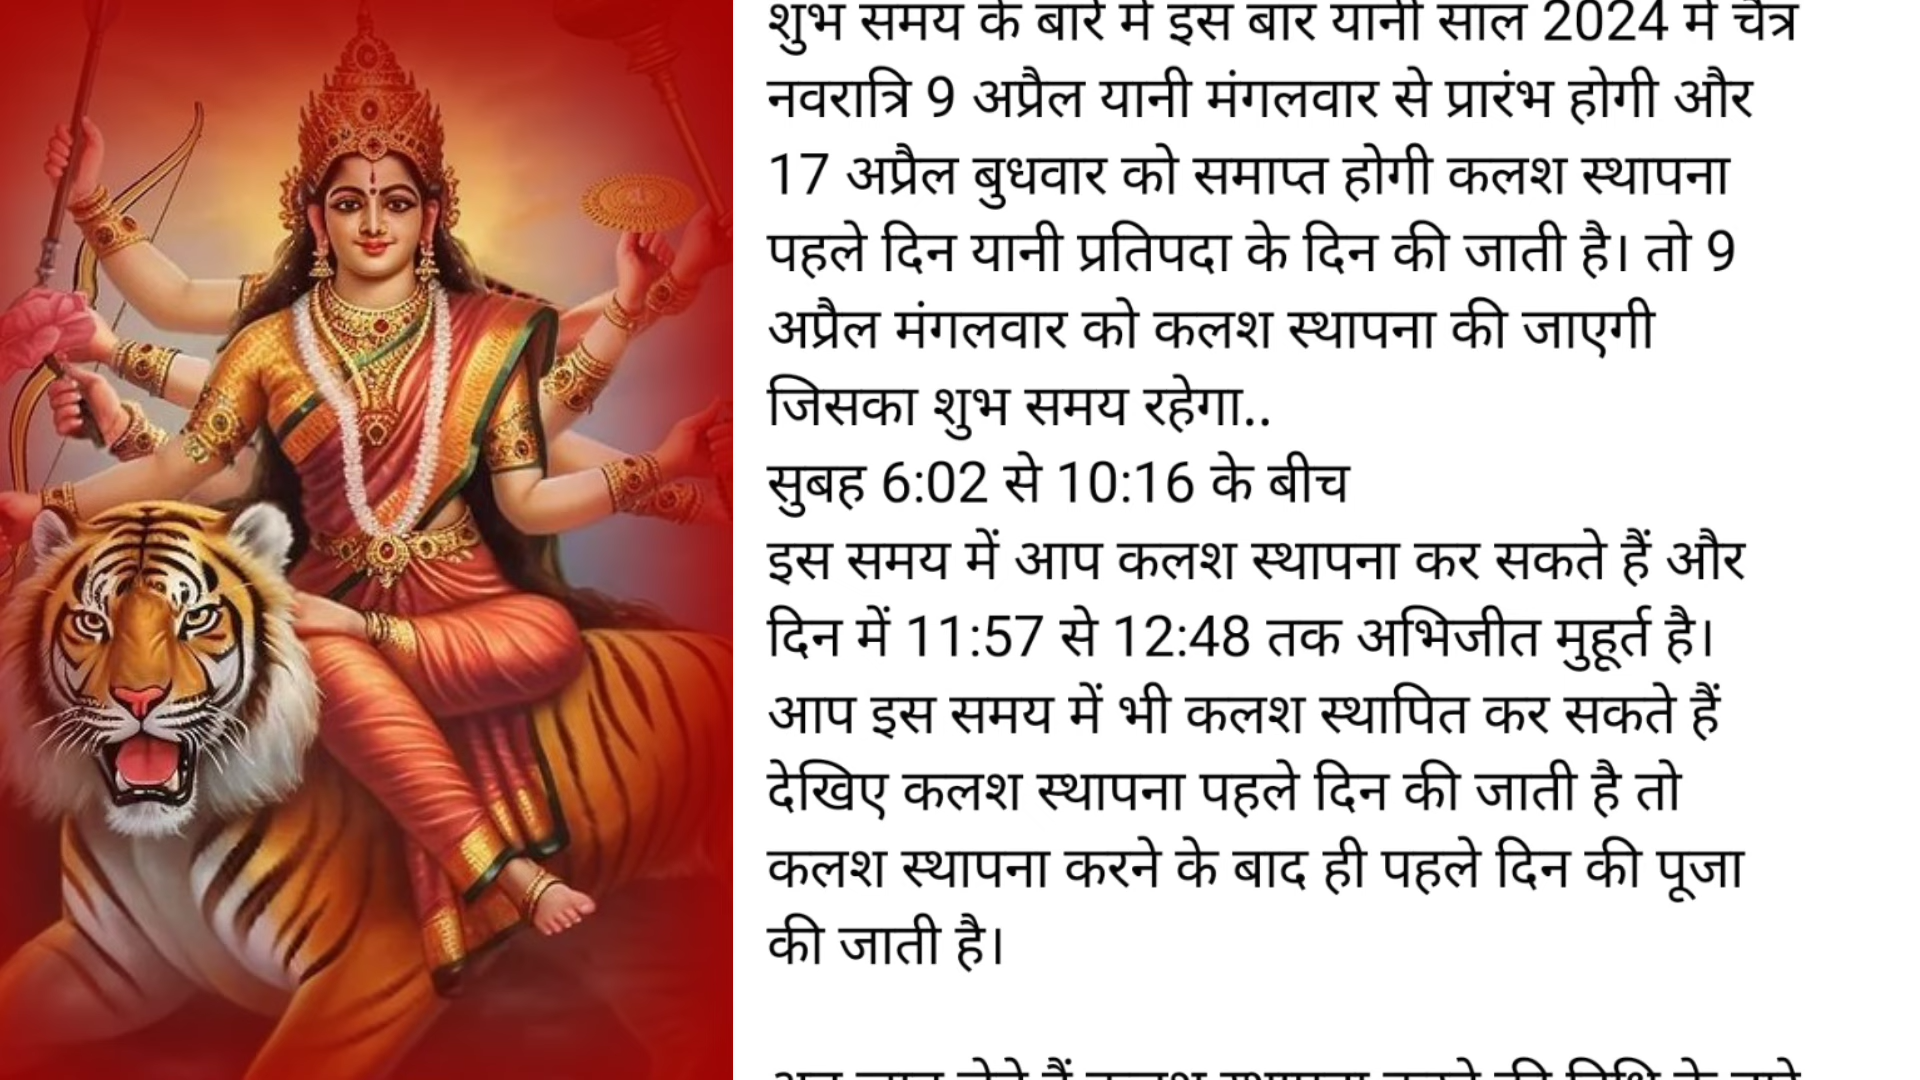 शुभ समय के बारे में इस बार यानी साल 2024 में चैत्र
नवरात्रि 9 अप्रैल यानी मंगलवार से प्रारंभ होगी और
17 अप्रैल बुधवार को समाप्त होगी कलश स्थापना
पहले दिन यानी प्रतिपदा के दिन की जाती है। तो 9
अप्रैल मंगलवार को कलश स्थापना की जाएगी
जिसका शुभ समय रहेगा..
सुबह 6:02 से 10:16 के बीच
इस समय में आप कलश स्थापना कर सकते हैं और
दिन में 11:57 से 12:48 तक अभिजीत मुहूर्त है।
आप इस समय में भी कलश स्थापित कर सकते हैं
देखिए कलश स्थापना पहले दिन की जाती है तो
कलश स्थापना करने के बाद ही पहले दिन की पूजा
की जाती है।